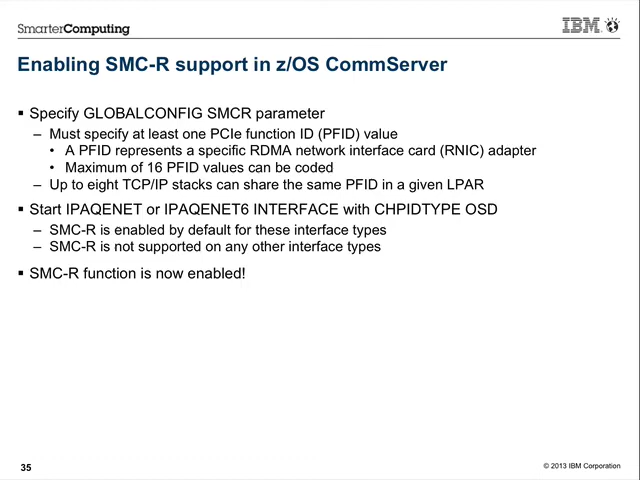 SmarterComputing
IBM
Enabling SMC-R support in z/OS CommServer
▪ Specify GLOBALCONFIG SMCR parameter
– Must specify at least one PCIe function ID (PFID) value
• A PFID represents a specific RDMA network interface card (RNIC) adapter
• Maximum of 16 PFID values can be coded
– Up to eight TCP/IP stacks can share the same PFID in a given LPAR
▪ Start IPAQENET or IPAQENET6 INTERFACE with CHPIDTYPE OSD
– SMC-R is enabled by default for these interface types
– SMC-R is not supported on any other interface types
▪ SMC-R function is now enabled!
35
© 2013 IBM Corporation